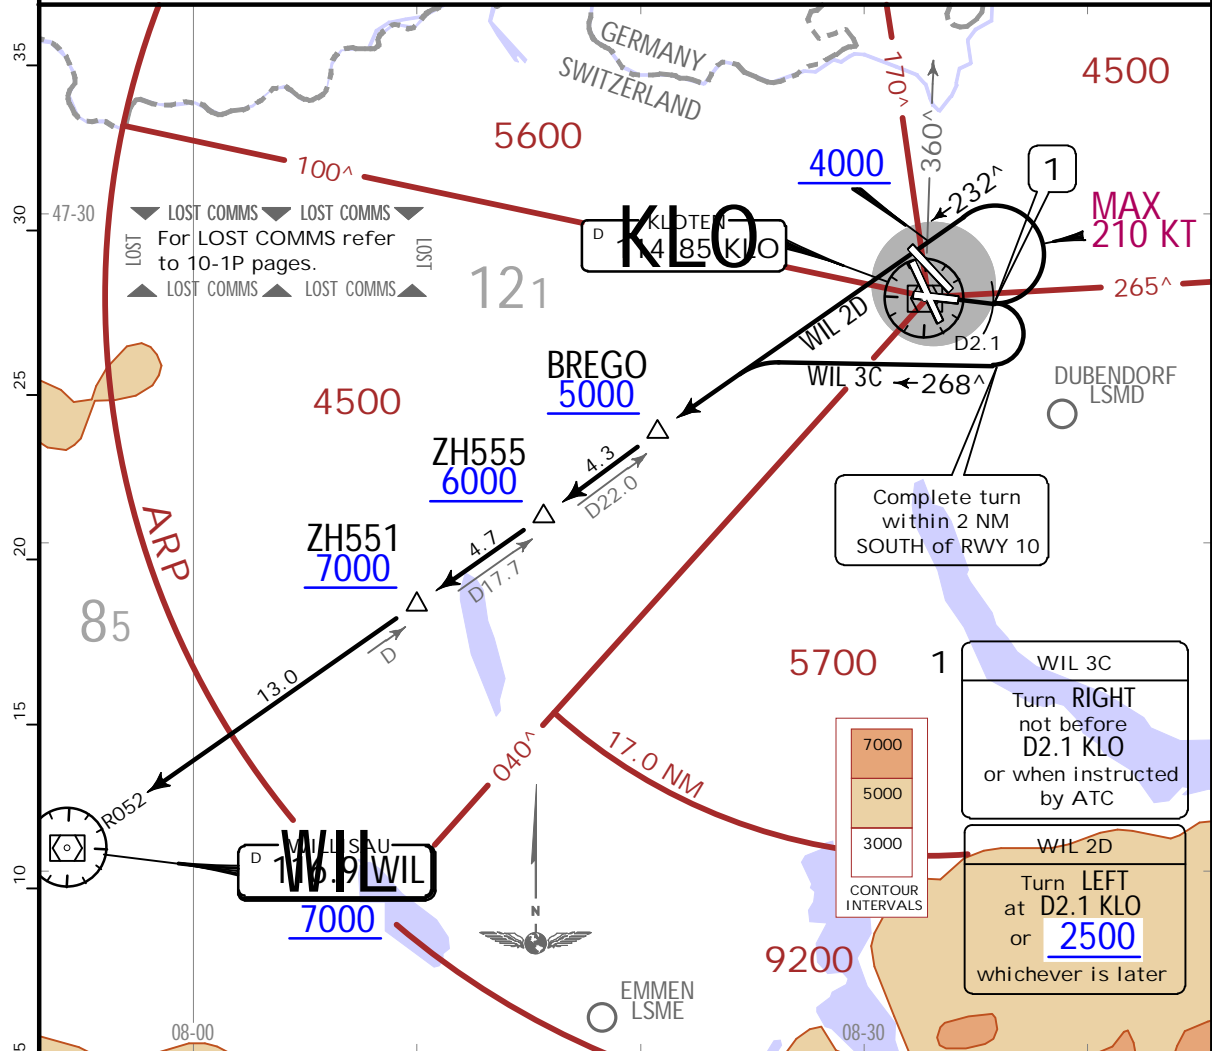 GERMANY
SWITZERLAND
4500
5600
170^
360^
4000
1
232^
100^
MAX
210 KT
47-30
LOST COMMS LOST COMMS
LOST
For LOST COMMS refer
to 10-1P pages.
LOST
LOST COMMS LOST COMMS
KLO
KLOTEN
D 114.85 KLO
121
265^
WIL 2D
D2.1
WIL 3C
268^
DUBENDORF
LSMD
BREGO
5000
4500
ZH555
6000
4.3
D22.0
Complete turn
within 2 NM
SOUTH of RWY 10
ZH551
7000
4.7
D17.7
ARP
D
85
5700
13.0
040^
17.0 NM
R052
1
WIL 3C
Turn RIGHT
not before
D2.1 KLO
or when instructed
by ATC
7000
5000
3000
CONTOUR
INTERVALS
WIL
WILLISAU
D 116.9 WIL
7000
WIL 2D
Turn LEFT
at D2.1 KLO
or 2500
whichever is later
N
9200
EMMEN
LSME
08-00
08-30
35
30
25
20
15
10
5